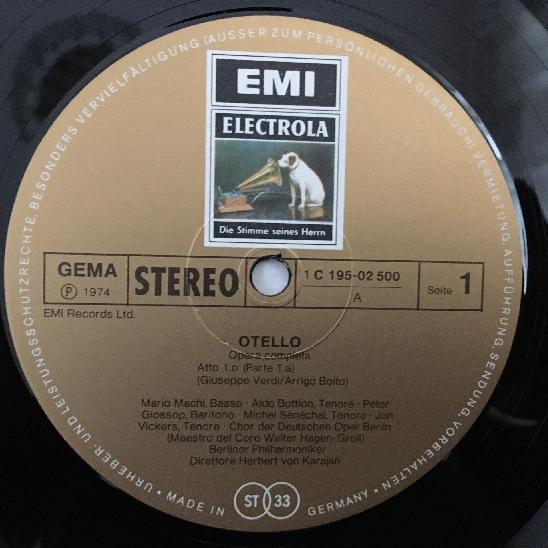 URHEBER- UND LEISTUNGSSCHUTZRECHTE, BESONDERS VERVIELFÄLTIGUNG (AUSSER ZUM PERSÖNLICHEN GEBRAUCH), VERMIETUNG, AUFFÜHRUNG, SENDUNG, VORBEHALTEN •
EMI
ELECTROLA
Die Stimme seines Herrn
GEMA
Ⓟ 1974
STEREO
1 C 195-02 500
A
Seite 1
EMI Records Ltd.
OTELLO
Opera completa
Atto 1.o (Parte 1.a)
(Giuseppe Verdi/Arrigo Boito)
Mario Machi, Basso · Aldo Bottion, Tenore · Peter
Glossop, Baritono · Michel Sénéchal, Tenore · Jon
Vickers, Tenore · Chor der Deutschen Oper Berlin
(Maestro del Coro Walter Hagen-Groll)
Berliner Philharmoniker
Direttore Herbert von Karajan
• MADE IN GERMANY •
ST 33